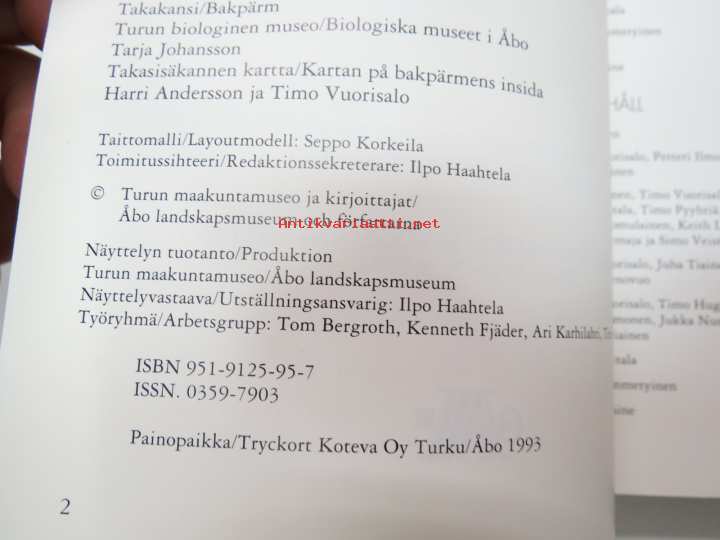 Takakansi/Bakpärm
Turun biologinen museo/Biologiska museet i Åbo
Tarja Johansson
Takasisäkannen kartta/Kartan på bakpärmens insida
Harri Andersson ja Timo Vuorisalo
Taittomalli/Layoutmodell: Seppo Korkeila
Toimitussihteeri/Redaktionssekreterare: Ilpo Haahtela
© Turun maakuntamuseo ja kirjoittajat/
Åbo landskapsmuseum och författarna
Antikvariaatti.net
Näyttelyn tuotanto/Produktion
Turun maakuntamuseo/Åbo landskapsmuseum
Näyttelyvastaava/Utställningsansvarig: Ilpo Haahtela
Työryhmä/Arbetsgrupp: Tom Bergroth, Kenneth Fjäder, Ari Karhilahti,
ISBN 951-9125-95-7
ISSN. 0359-7903
Painopaikka/Tryckort Koteva Oy Turku/Åbo 1993
2